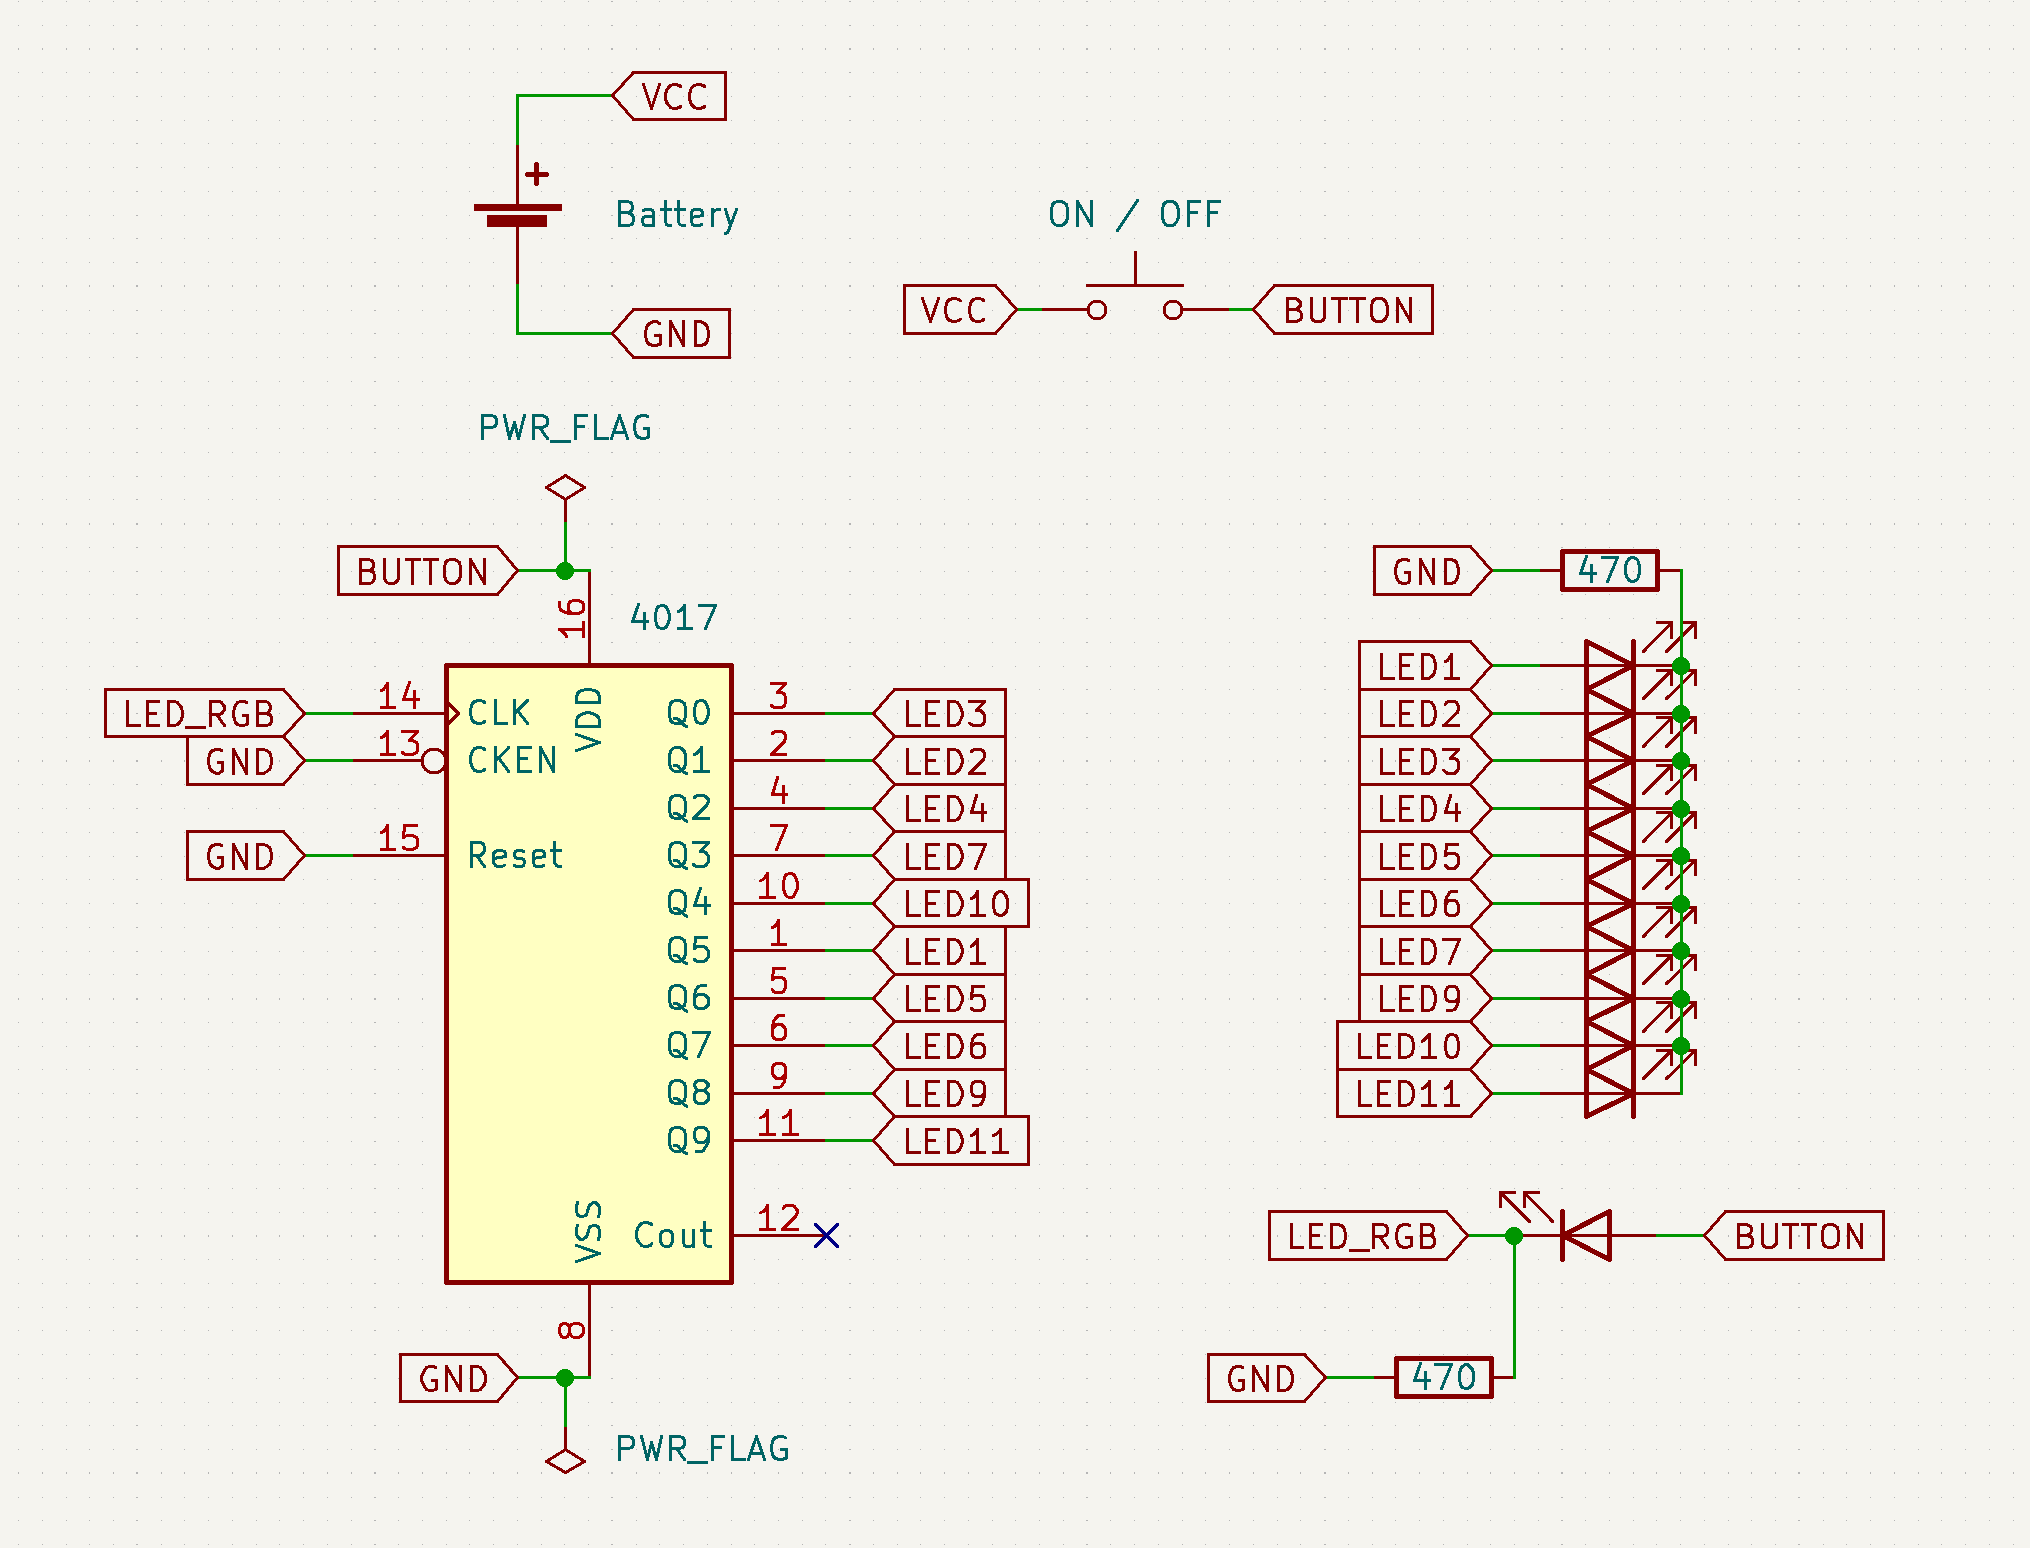 VCC
+
Battery
GND
ON / OFF
VCC
BUTTON
PWR_FLAG
BUTTON
16
4017
LED_RGB
14
CLK
GND
13
CKEN
GND
15
Reset
VDD
Q0
3
LED3
Q1
2
LED2
Q2
4
LED4
Q3
7
LED7
Q4
10
LED10
Q5
1
LED1
Q6
5
LED5
Q7
6
LED6
Q8
9
LED9
Q9
11
LED11
VSS
Cout
12
8
GND
PWR_FLAG
GND
470
LED1
LED2
LED3
LED4
LED5
LED6
LED7
LED9
LED10
LED11
LED_RGB
BUTTON
GND
470